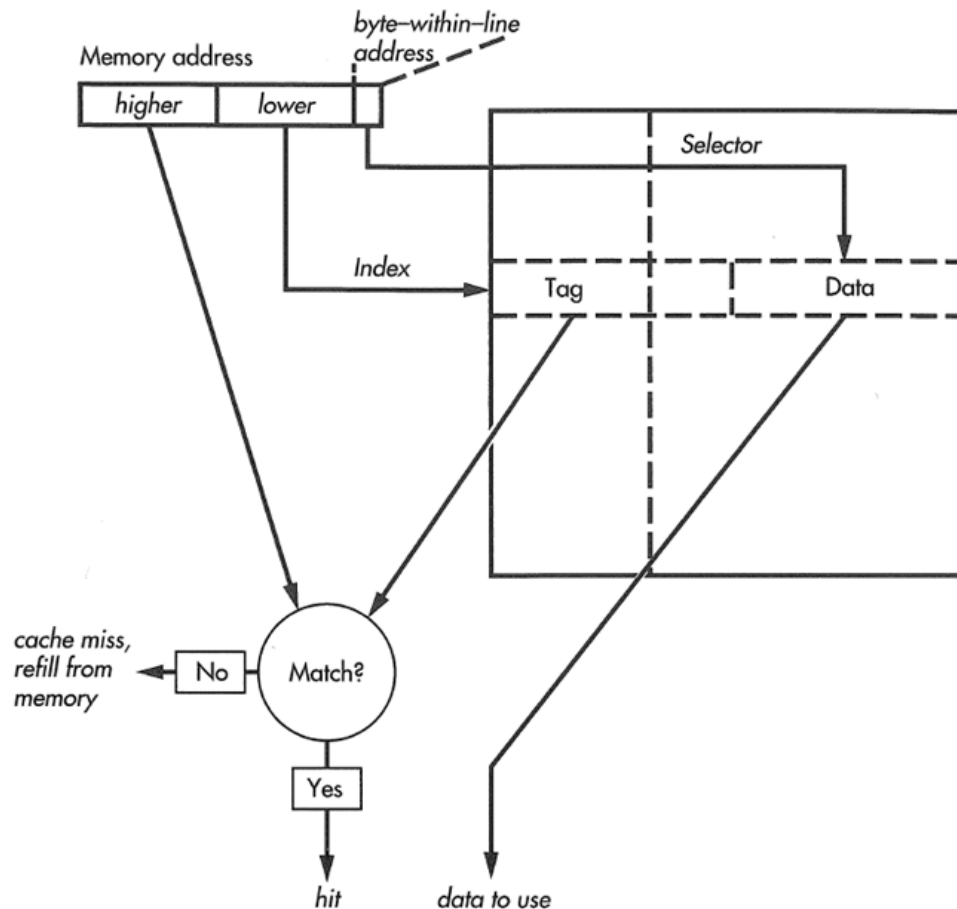 byte–within–line
address
Memory address
higher
lower
Selector
Index
Tag
Data
cache miss,
refill from
memory
No
Match?
Yes
hit
data to use